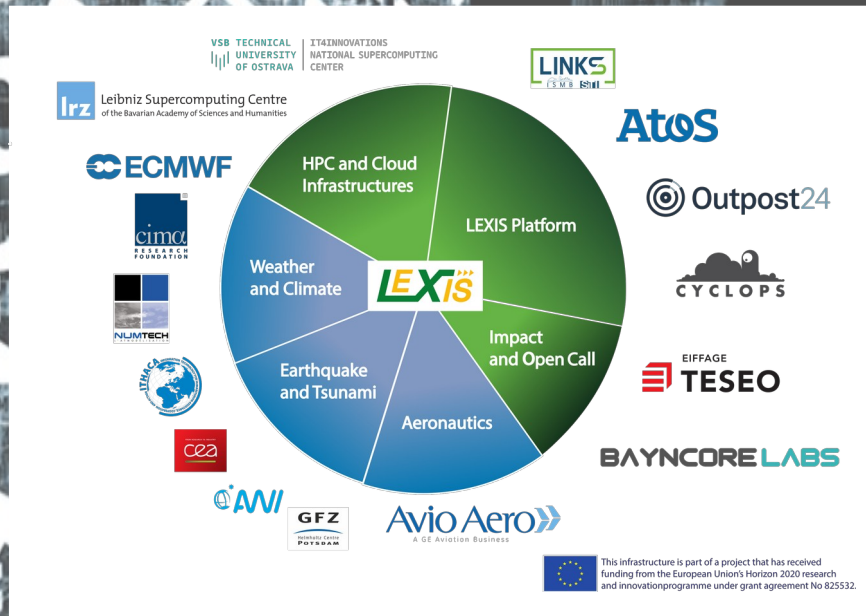 VSB TECHNICAL
UNIVERSITY
OF OSTRAVA
IT4INNOVATIONS
NATIONAL SUPERCOMPUTING
CENTER
LINKS
ISMB SiTI
lrz
Leibniz Supercomputing Centre
of the Bavarian Academy of Sciences and Humanities
Atos
ECMWF
HPC and Cloud
Infrastructures
Outpost24
cima
RESEARCH
FOUNDATION
LEXIS Platform
Weather
and Climate
LEXIS
CYCLOPS
NUMTECH
Impact
and Open Call
Earthquake
and Tsunami
EIFFAGE
TESEO
ITHACA
Aeronautics
cea
BAYNCORE LABS
AWI
GFZ
Helmholtz Centre
POTSDAM
Avio Aero
A GE Aviation Business
This infrastructure is part of a project that has received
funding from the European Union's Horizon 2020 research
and innovationprogramme under grant agreement No 825532.